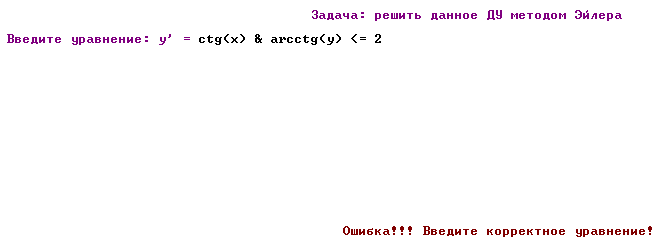 Задача: решить данное ДУ методом Эйлера
Введите уравнение: y' = ctg(x) & arcctg(y) <= 2
Ошибка!!! Введите корректное уравнение!